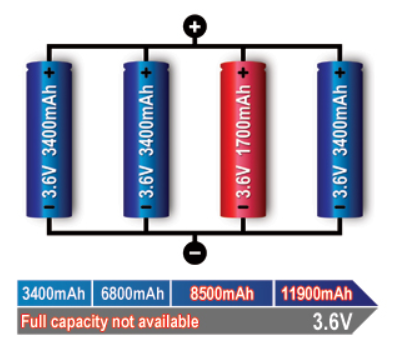 +
+ + + +
3.6V 3400mAh
3.6V 3400mAh
3.6V 1700mAh
3.6V 3400mAh
- - - -
-
3400mAh 6800mAh 8500mAh 11900mAh
Full capacity not available 3.6V